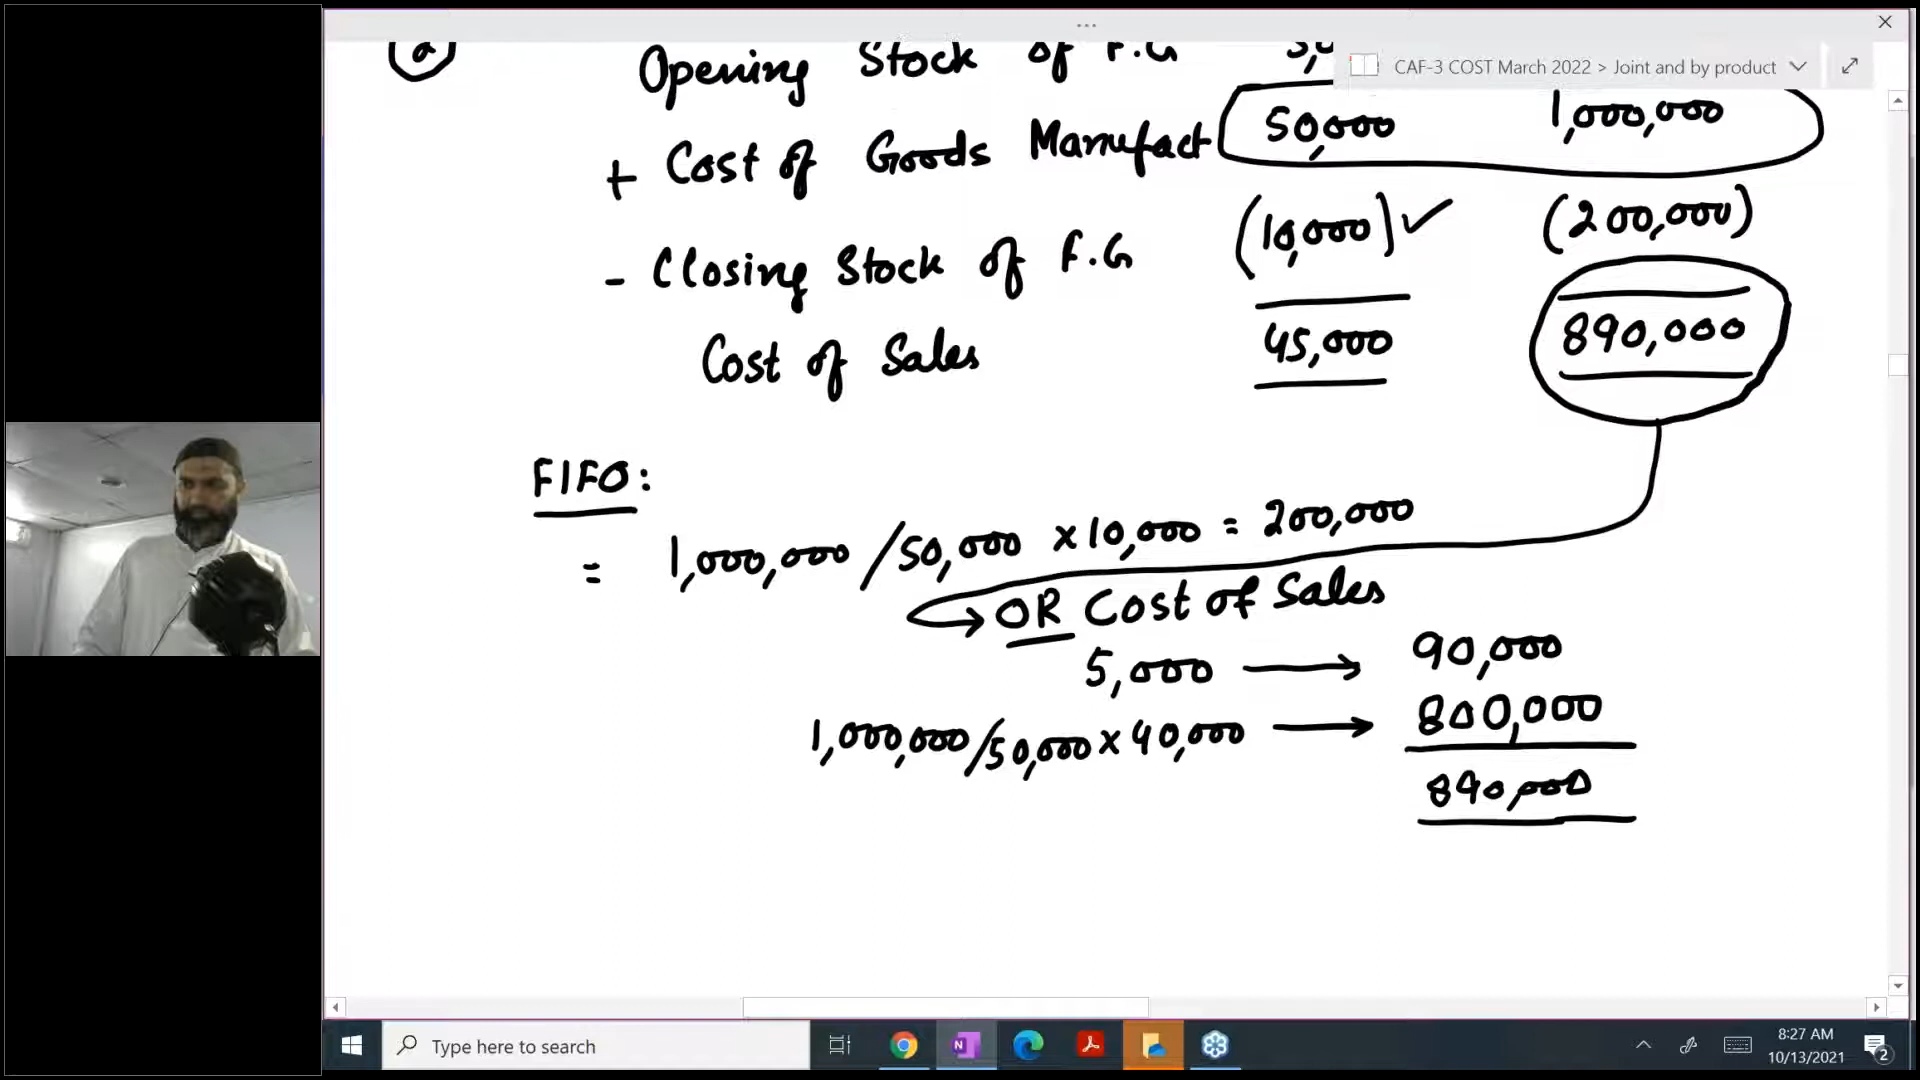 CAF-3 COST March 2022 > Joint and by product
a
Opening Stock of F.G
+ Cost of Goods Manufact 50,000 1,000,000
- Closing Stock of F.G (10,000) ✓ (200,000)
Cost of Sales 45,000 890,000
FIFO:
= 1,000,000/50,000 x 10,000 = 200,000
OR Cost of Sales
5,000 → 90,000
1,000,000/50,000 x 40,000 → 800,000
890,000
Type here to search
N
8:27 AM
10/13/2021
2